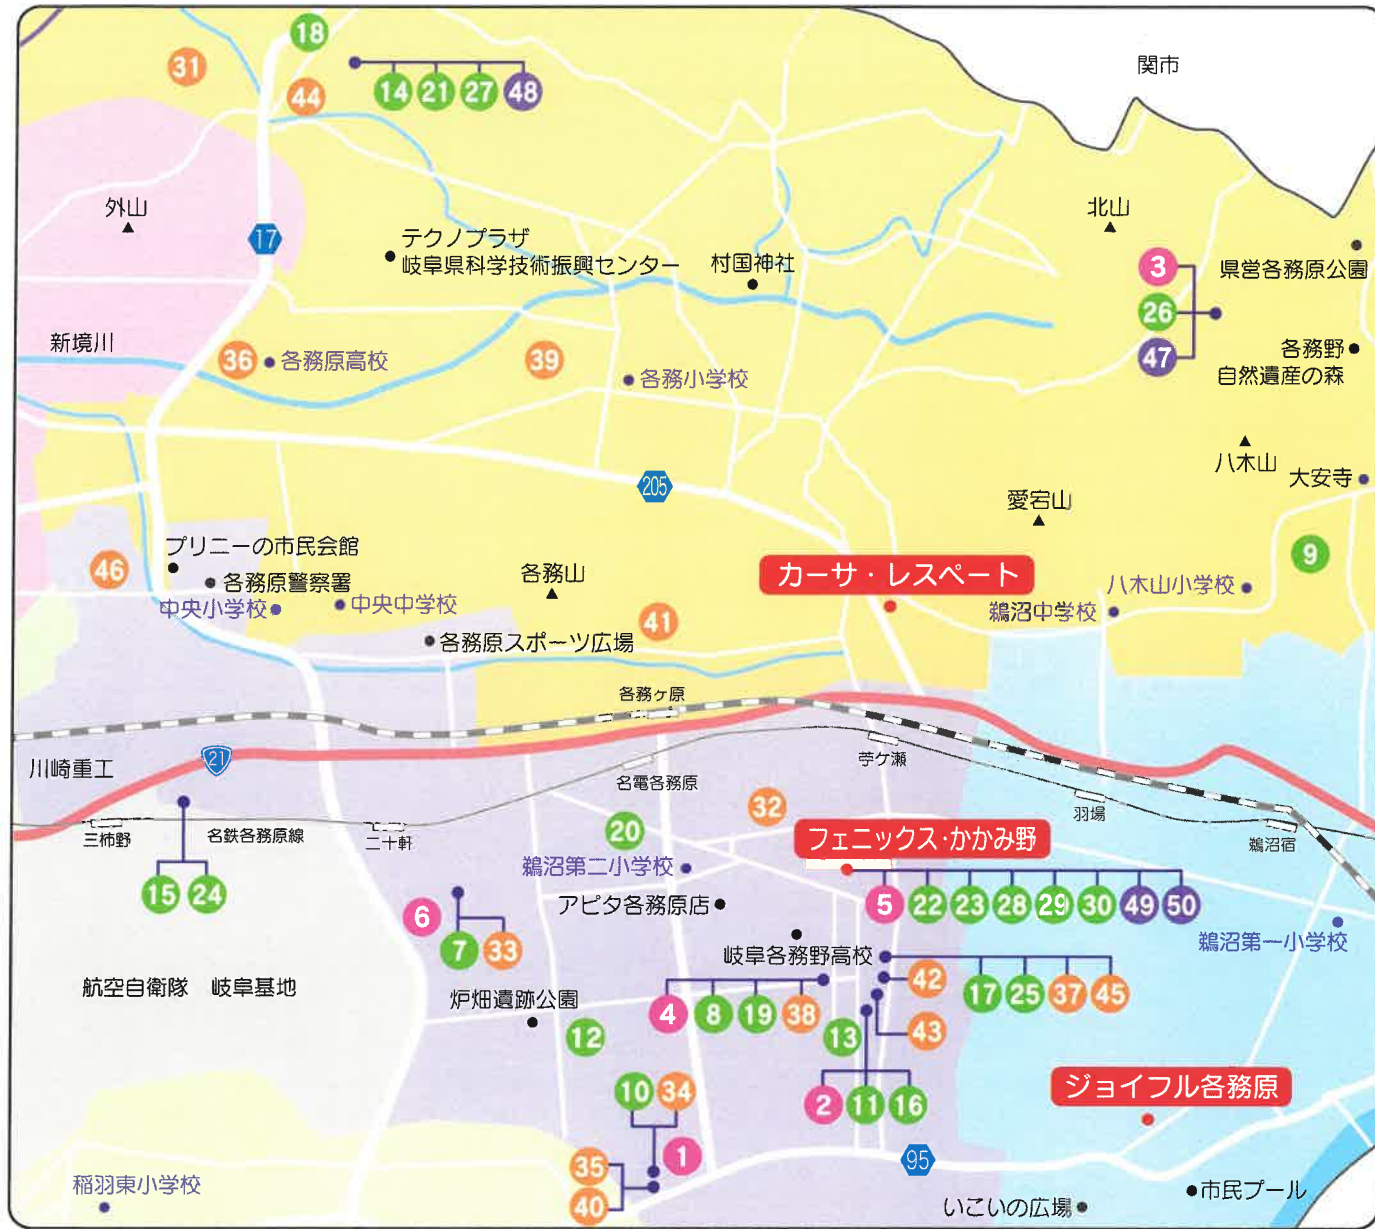 18
31
44
14 21 27 48
関市
外山
17
テクノプラザ
岐阜県科学技術振興センター
村国神社
北山
3
県営各務原公園
26
新境川
36
各務原高校
39
各務小学校
47
各務野
自然遺産の森
八木山
大安寺
205
愛宕山
9
プリニーの市民会館
46
各務原警察署
各務山
カーサ・レスペート
八木山小学校
中央小学校
中央中学校
鵜沼中学校
41
各務原スポーツ広場
各務ヶ原
21
川崎重工
苧ケ瀬
名電各務原
羽場
32
三柿野
名鉄各務原線
二十軒
20
フェニックス・かかみ野
鵜沼宿
鵜沼第二小学校
15 24
アピタ各務原店
5 22 23 28 29 30 49 50
6
7 33
岐阜各務野高校
鵜沼第一小学校
航空自衛隊 岐阜基地
炉畑遺跡公園
42
17 25 37 45
4 8 19 38
12
13
43
10 34
2 11 16
ジョイフル各務原
1
35
95
40
稲羽東小学校
市民プール
いこいの広場